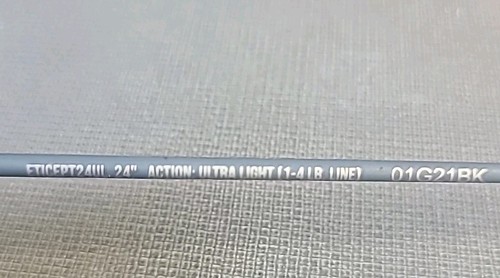 ETICEPT24UL 24" ACTION: ULTRA LIGHT (1-4 LB LINE) 01G21BK